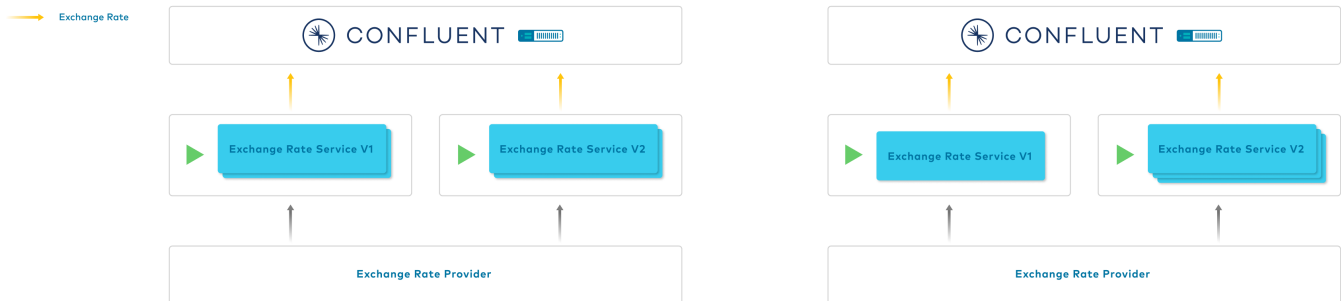 Exchange Rate
CONFLUENT
CONFLUENT
Exchange Rate Service V1
Exchange Rate Service V2
Exchange Rate Service V1
Exchange Rate Service V2
Exchange Rate Provider
Exchange Rate Provider